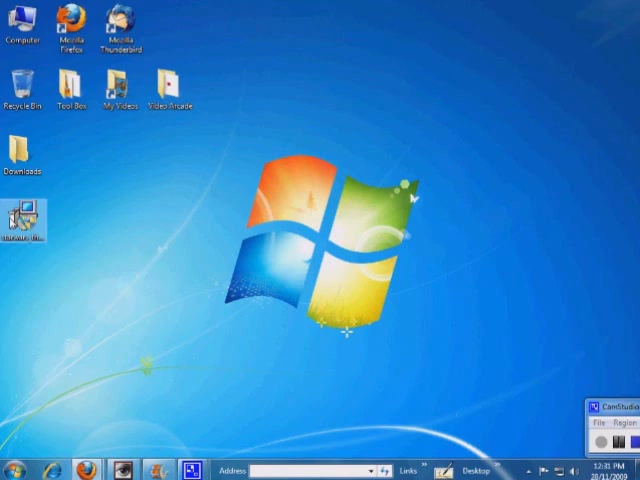 Computer
Mozilla
Firefox
Mozilla
Thunderbird
Recycle Bin
Tool Box
My Videos
Video Arcade
Downloads
CamStudio
File Region
Address
Links
Desktop
12:31 PM
28/11/2009